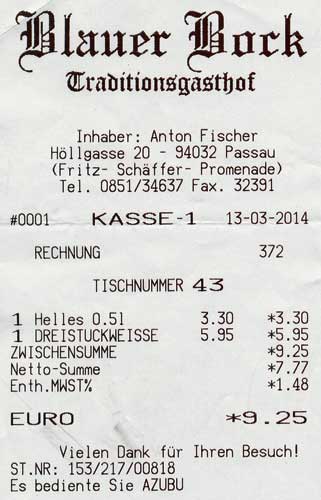 Blauer Bock
Traditionsgasthof
Inhaber: Anton Fischer
Höllgasse 20 - 94032 Passau
(Fritz- Schäffer- Promenade)
Tel. 0851/34637 Fax. 32391
#0001 KASSE-1 13-03-2014
RECHNUNG 372
TISCHNUMMER 43
1 Helles 0.5l 3.30 *3.30
1 DREISTUCKWEISSE 5.95 *5.95
ZWISCHENSUMME *9.25
Netto-Summe *7.77
Enth.MWST% *1.48
EURO *9.25
Vielen Dank für Ihren Besuch!
ST.NR: 153/217/00818
Es bediente Sie AZUBU